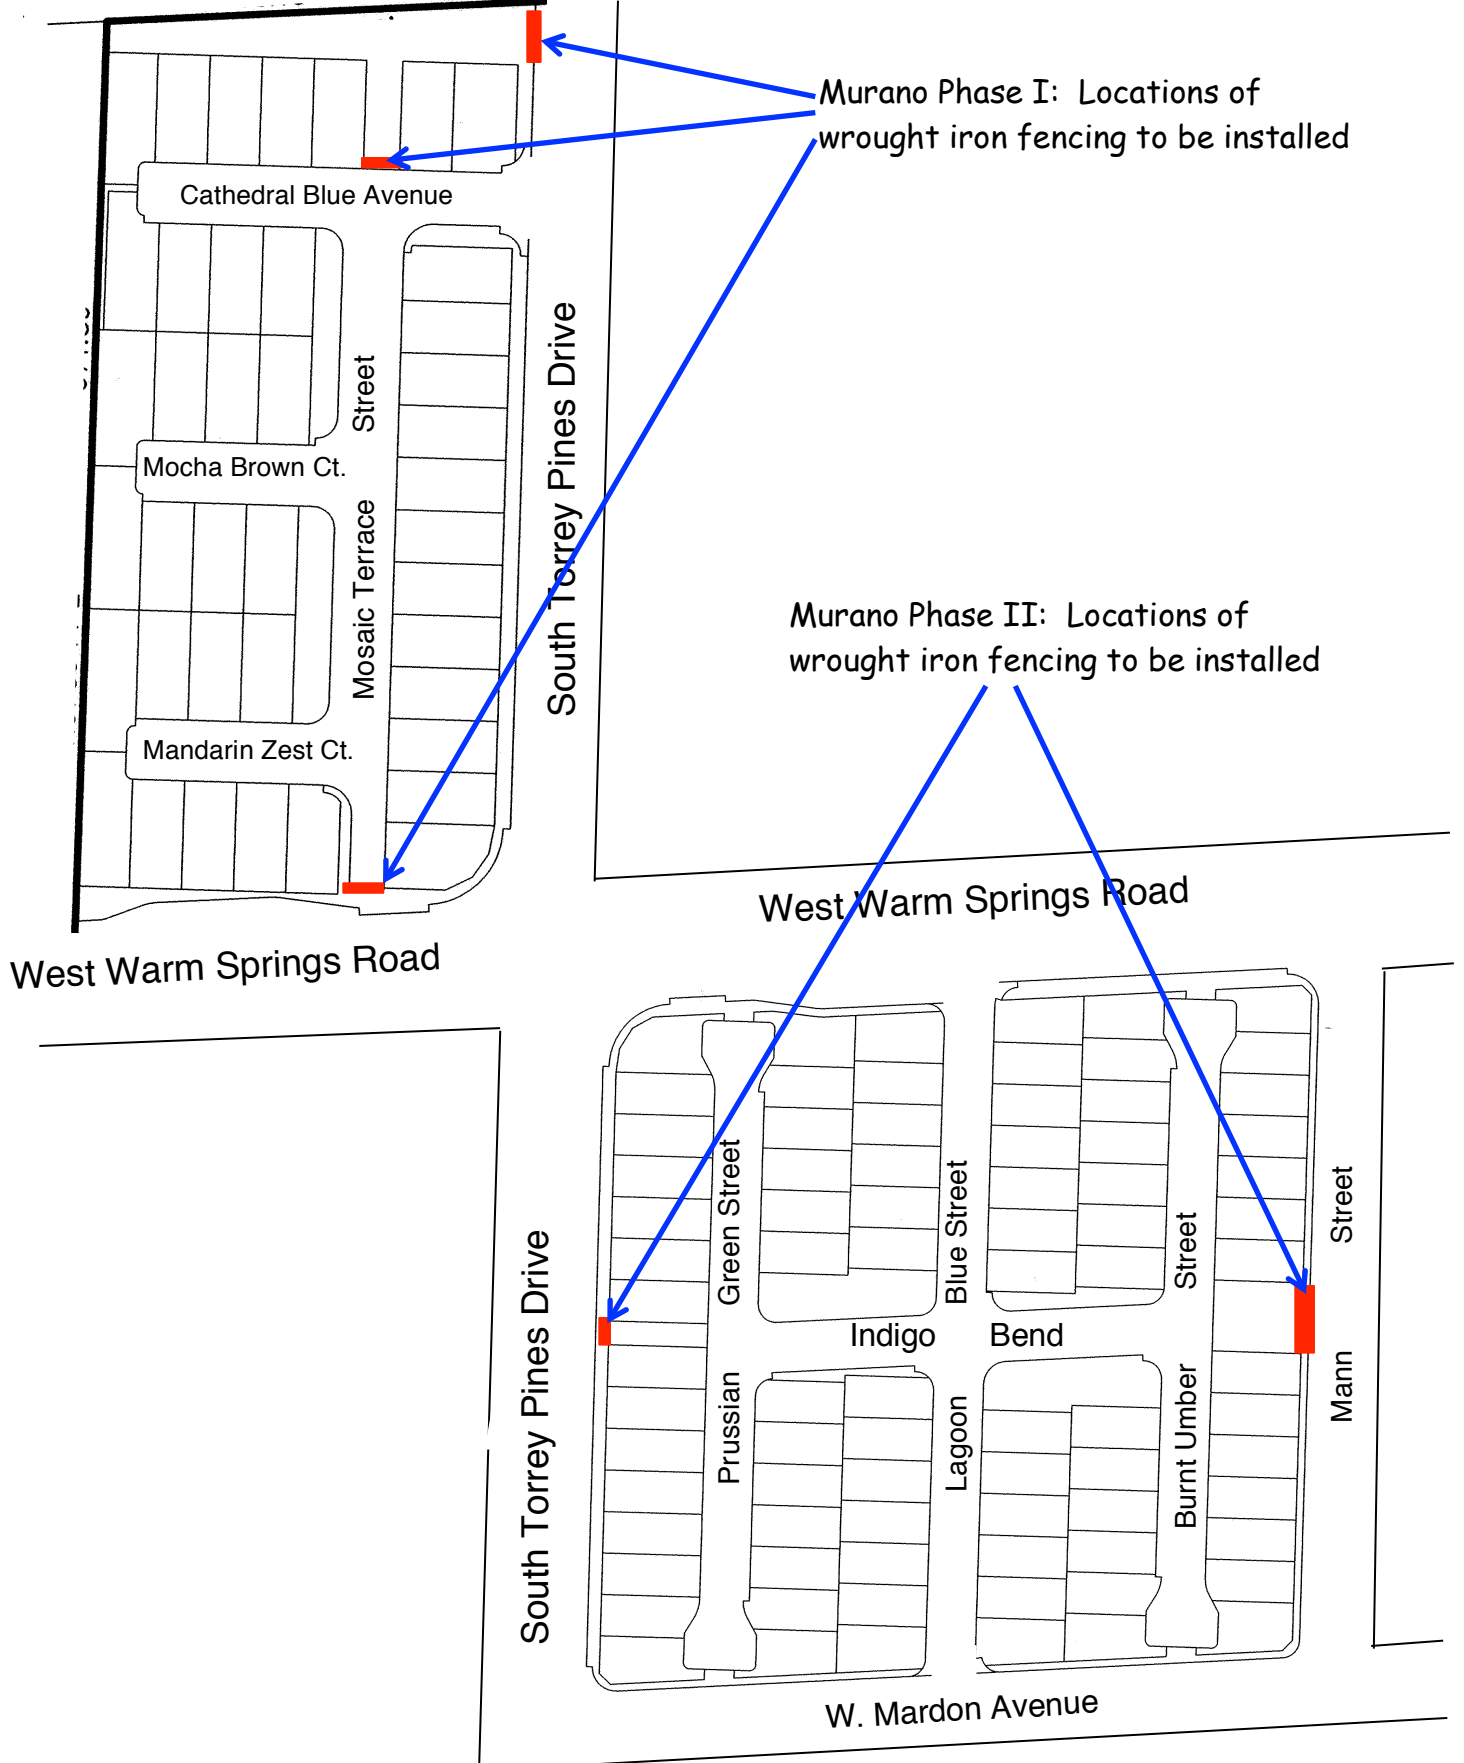 Murano Phase I:  Locations of
wrought iron fencing to be installed
Cathedral Blue Avenue
Street
Mocha Brown Ct.
Mosaic Terrace
South Torrey Pines Drive
Mandarin Zest Ct.
Murano Phase II:  Locations of
wrought iron fencing to be installed
West Warm Springs Road
West Warm Springs Road
South Torrey Pines Drive
Green Street
Prussian
Blue Street
Lagoon
Indigo Bend
Street
Burnt Umber
Street
Mann
W. Mardon Avenue